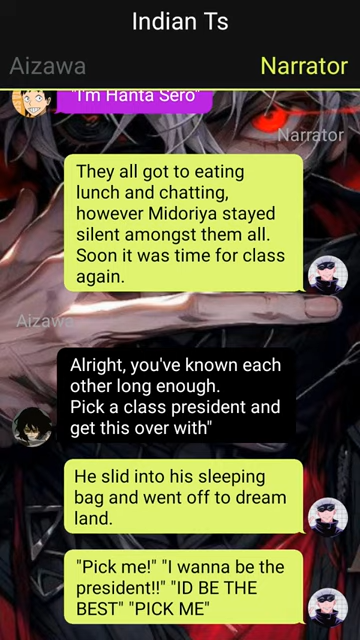 Indian Ts
Aizawa
Narrator
"I'm Hanta Sero"
Narrator
They all got to eating
lunch and chatting,
however Midoriya stayed
silent amongst them all.
Soon it was time for class
again.
Aizawa
Alright, you've known each
other long enough.
Pick a class president and
get this over with"
He slid into his sleeping
bag and went off to dream
land.
"Pick me!" "I wanna be the
president!!" "ID BE THE
BEST" "PICK ME"